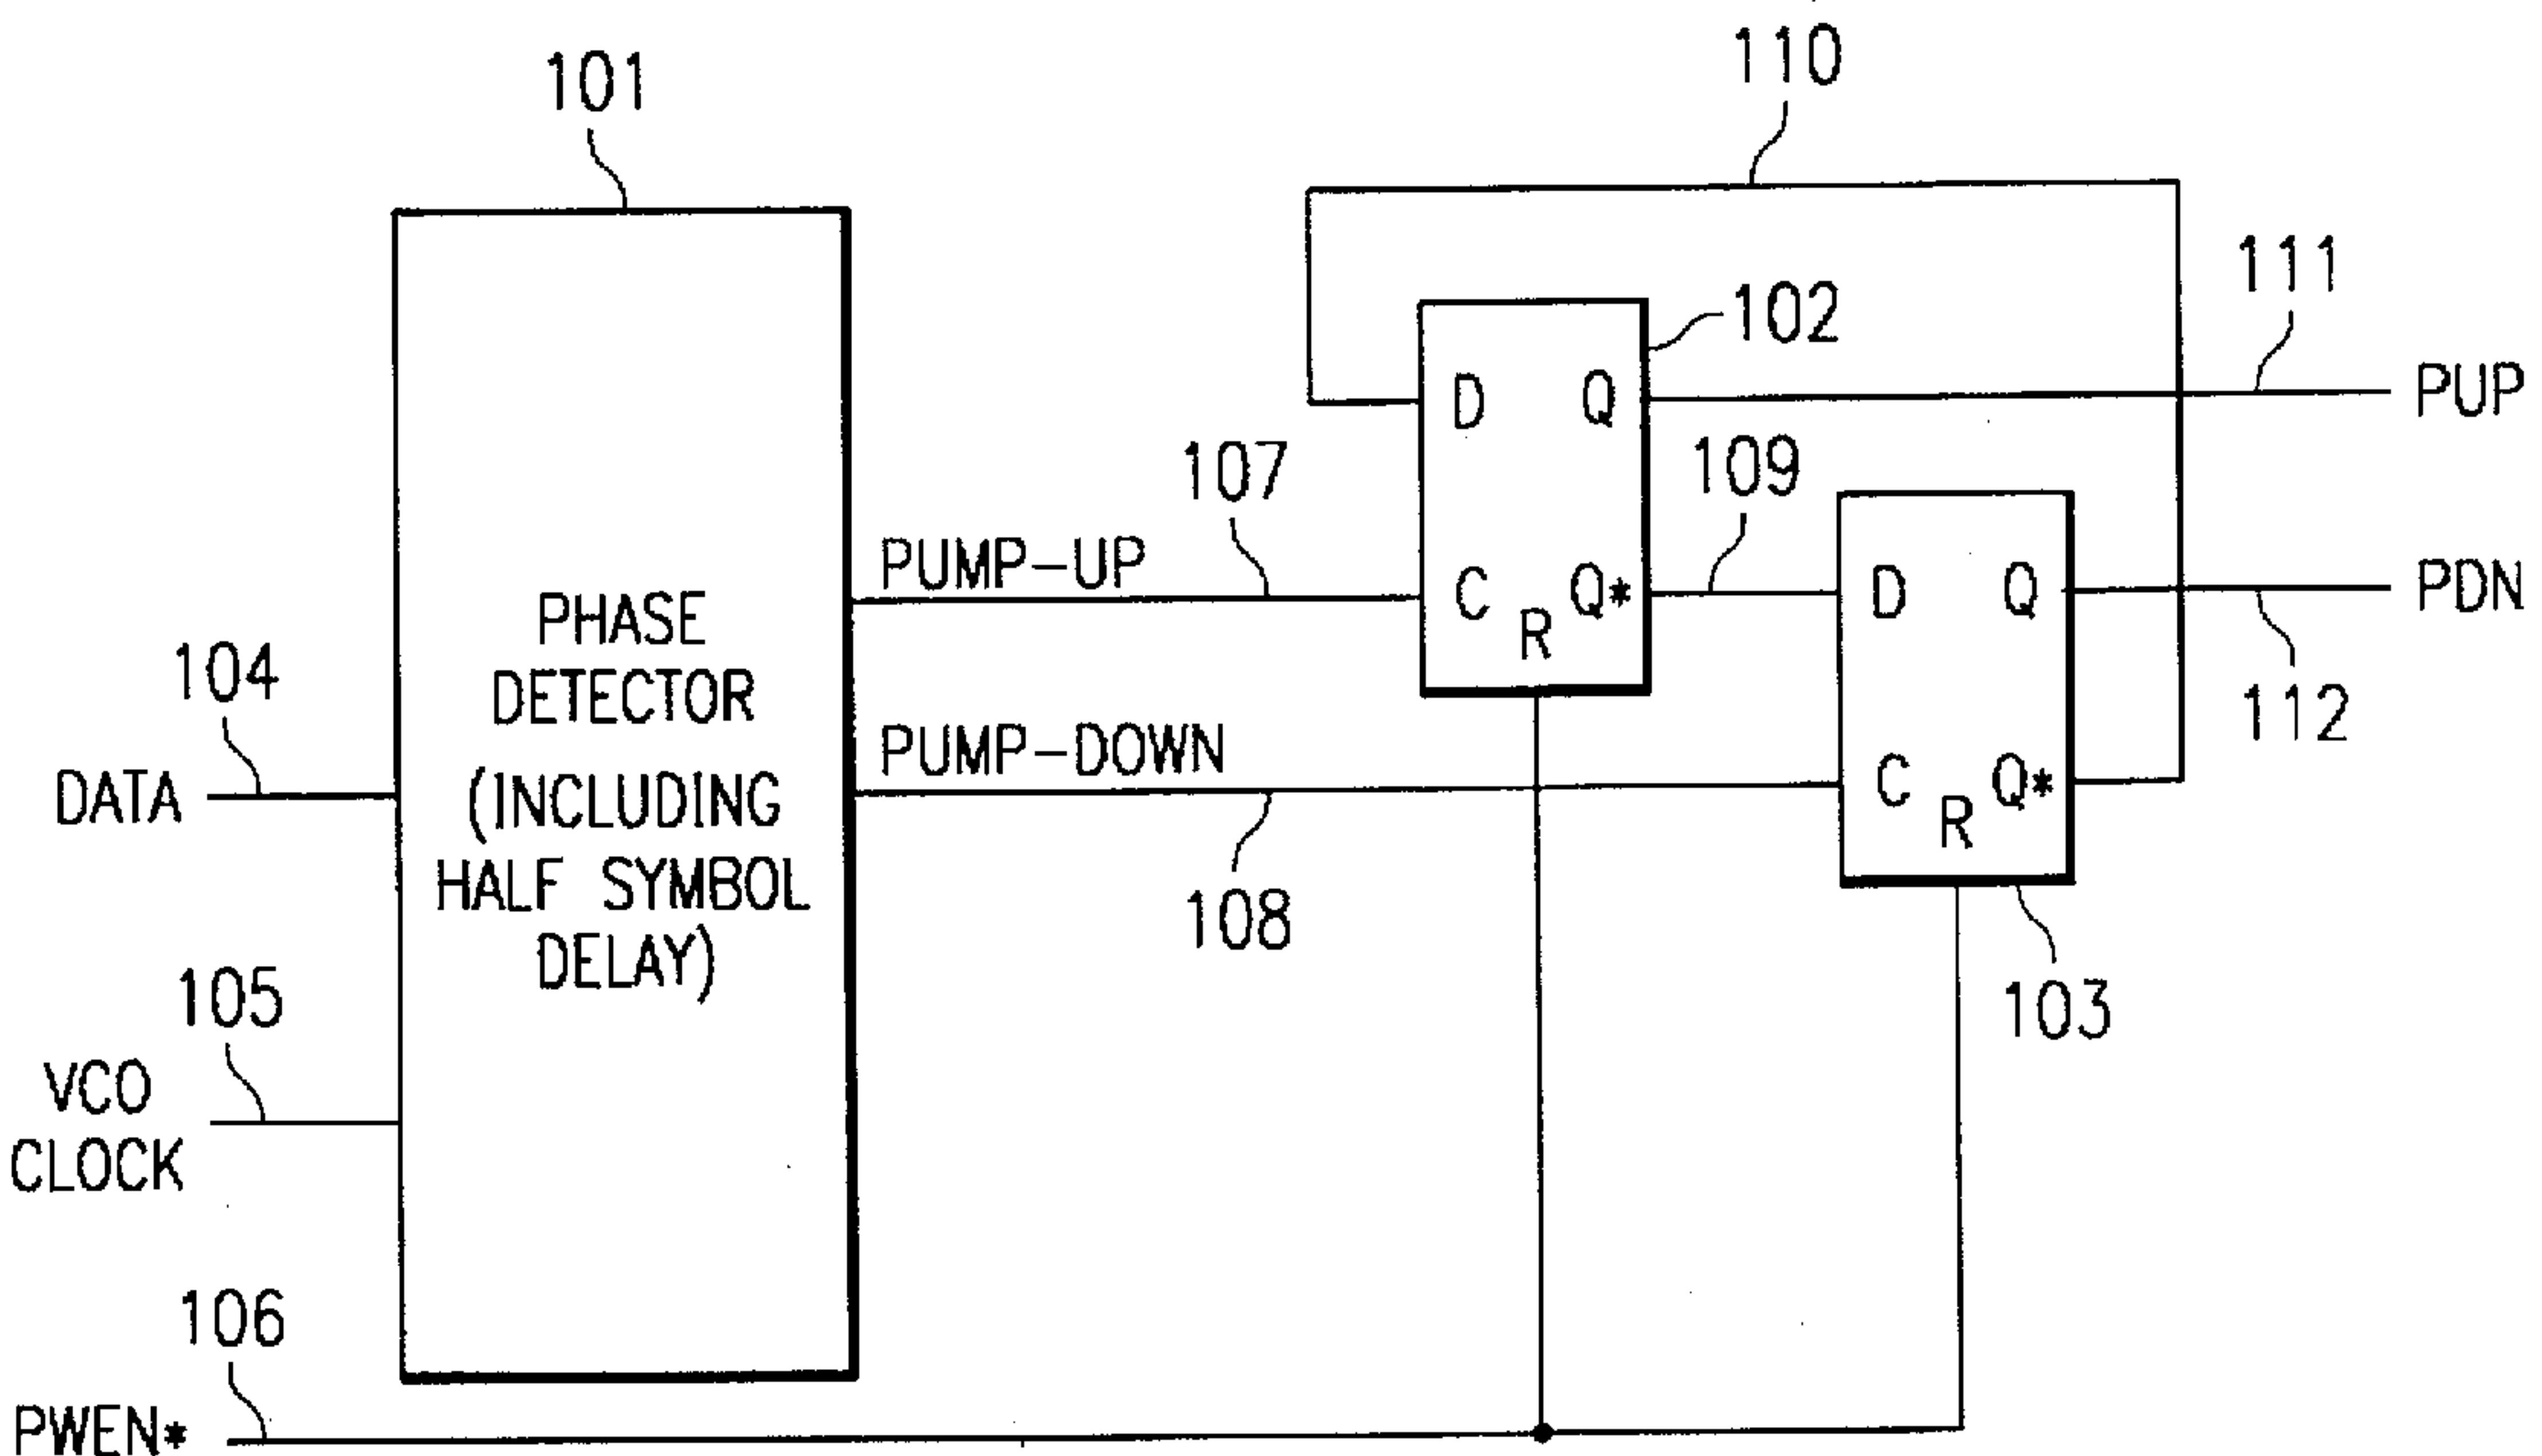 101
110
111
102
D
Q
PUP
107
109
PUMP-UP
C
R
Q*
D
Q
PDN
PHASE
DETECTOR
(INCLUDING
HALF SYMBOL
DELAY)
104
DATA
PUMP-DOWN
112
C
R
Q*
108
103
105
VCO
CLOCK
106
PWEN*